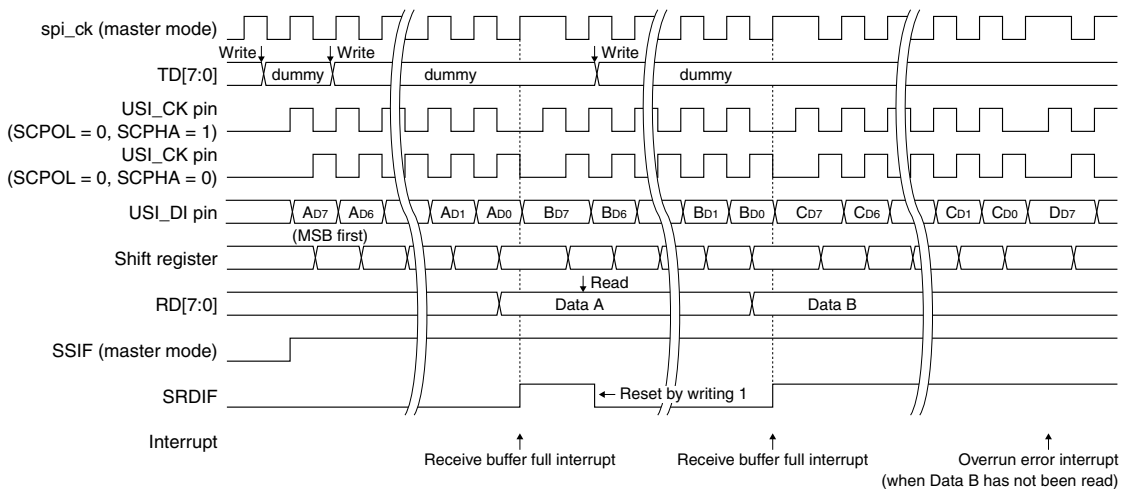 spi_ck (master mode)
Write Write Write
TD[7:0] dummy dummy dummy
USI_CK pin
(SCPOL = 0, SCPHA = 1)
USI_CK pin
(SCPOL = 0, SCPHA = 0)
USI_DI pin AD7 AD6 AD1 AD0 BD7 BD6 BD1 BD0 CD7 CD6 CD1 CD0 DD7
(MSB first)
Shift register
Read
RD[7:0] Data A Data B
SSIF (master mode)
SRDIF ← Reset by writing 1
Interrupt
Receive buffer full interrupt Receive buffer full interrupt Overrun error interrupt
(when Data B has not been read)